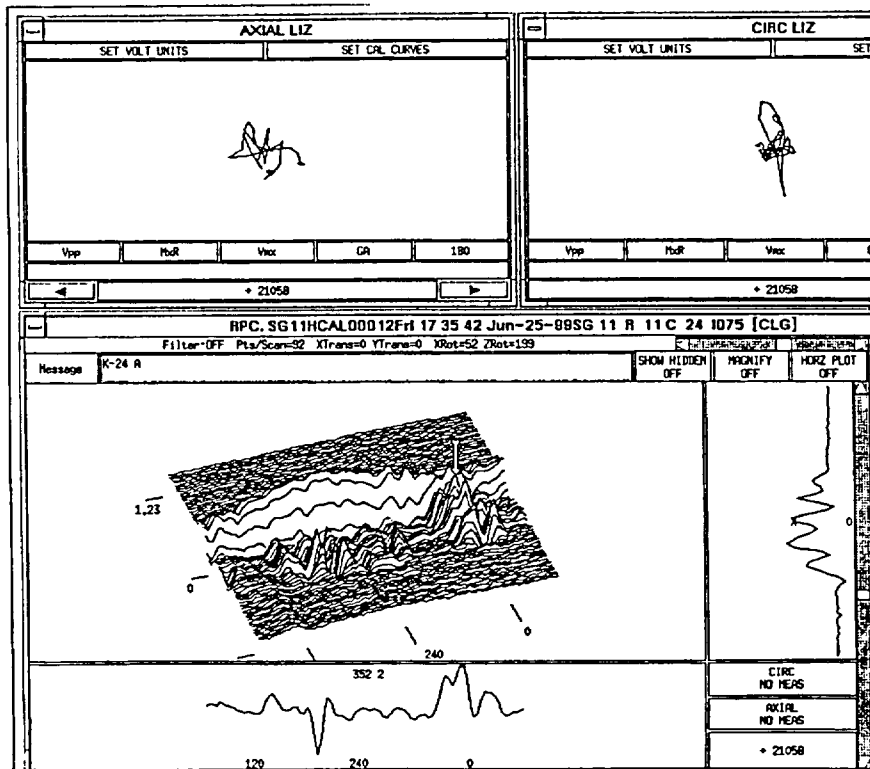 AXIAL LIZ
SET VOLT UNITS SET CAL CURVES
Vpp MxR Vmx GA 180
+ 21058
CIRC LIZ
SET VOLT UNITS SET
Vpp MxR Vmx
+ 21058
RPC. SG11HCAL00012Fri 17 35 42 Jun-25-99SG 11 R 11 C 24 I075 [CLG]
Filter-OFF Pts/Scan=92 XTrans=0 YTrans=0 XRot=52 ZRot=199
Message K-24 A
SHOW HIDDEN OFF
MAGNIFY OFF
HORZ PLOT OFF
1.23
0
0
240
0
352 2
120 240 0
CIRC
NO MEAS
AXIAL
NO MEAS
+ 21058